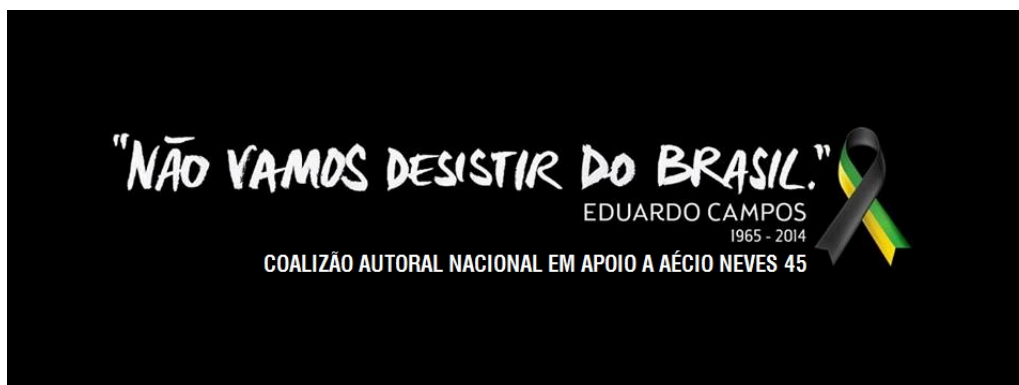 "NÃO VAMOS DESISTIR DO BRASIL."
EDUARDO CAMPOS
1965 - 2014
COALIZÃO AUTORAL NACIONAL EM APOIO A AÉCIO NEVES 45